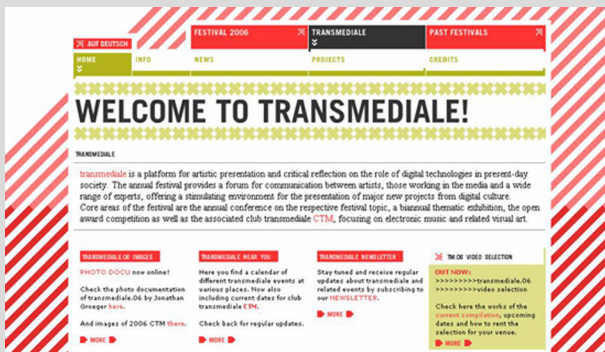 FESTIVAL 2006
TRANSMEDIALE
PAST FESTIVALS
AUF DEUTSCH
HOME
INFO
NEWS
PROJECTS
CREDITS
WELCOME TO TRANSMEDIALE!
TRANSMEDIALE
transmediale is a platform for artistic presentation and critical reflection on the role of digital technologies in present-day
society. The annual festival provides a forum for communication between artists, those working in the media and a wide
range of experts, offering a stimulating environment for the presentation of major new projects from digital culture.
Core areas of the festival are the annual conference on the respective festival topic, a biannual thematic exhibition, the open
award competition as well as the associated club transmediale CTM, focusing on electronic music and related visual art.
TRANSMEDIALE.06 IMAGES
PHOTO DOCU now online!
Check the photo documentation
of transmediale.06 by Jonathan
Groeger here.
And images of 2006 CTM there.
MORE
TRANSMEDIALE NEAR YOU
Here you find a calendar of
different transmediale events at
various places. Now also
including current dates for club
transmediale CTM.
Check back for regular updates.
MORE
TRANSMEDIALE NEWSLETTER
Stay tuned and receive regular
updates about transmediale and
related events by subscribing to
our NEWSLETTER.
MORE
TM.06 VIDEO SELECTION
OUT NOW:
>>>>>>>>>transmediale.06
>>>>>>>>>video selection
Check here the works of the
current compilation, upcoming
dates and how to rent the
selection for your venue.
MORE